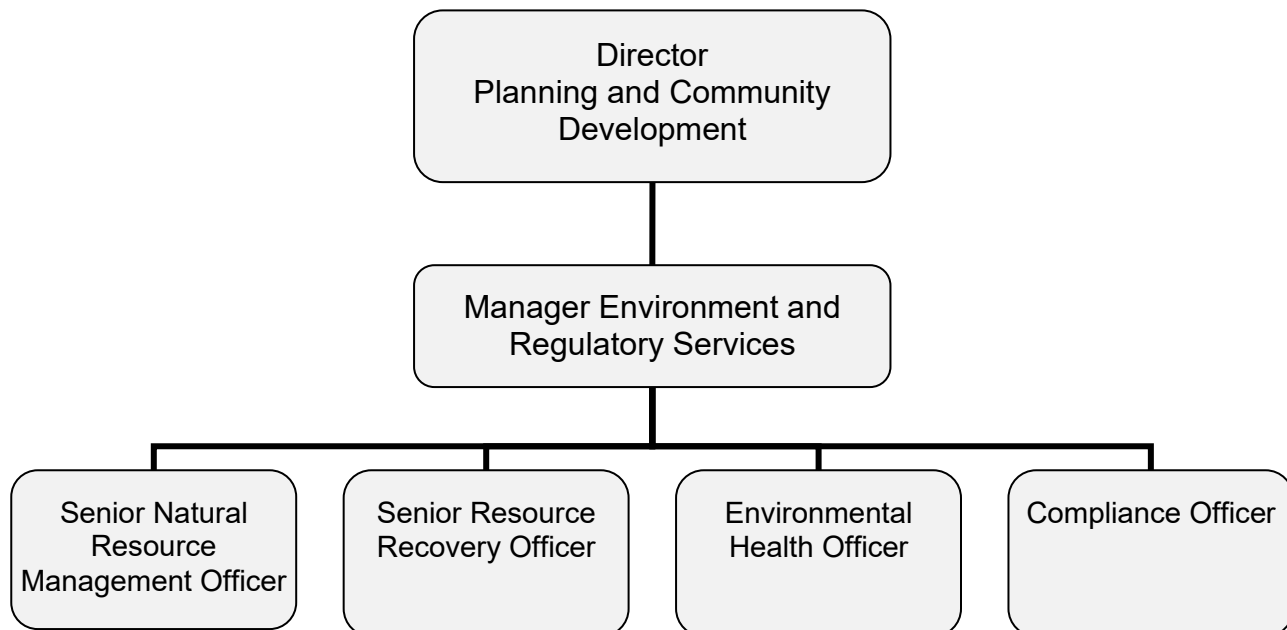 Director
Planning and Community
Development
Manager Environment and
Regulatory Services
Senior Natural
Resource
Management Officer
Senior Resource
Recovery Officer
Environmental
Health Officer
Compliance Officer